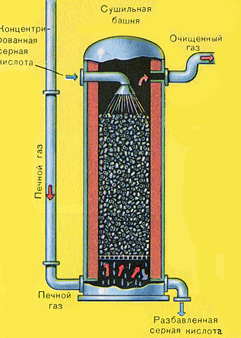 Сушильная
башня
Концентри-
рованная
серная
кислота
Очищенный
газ
Печной газ
Печной
газ
Разбавленная
серная кислота